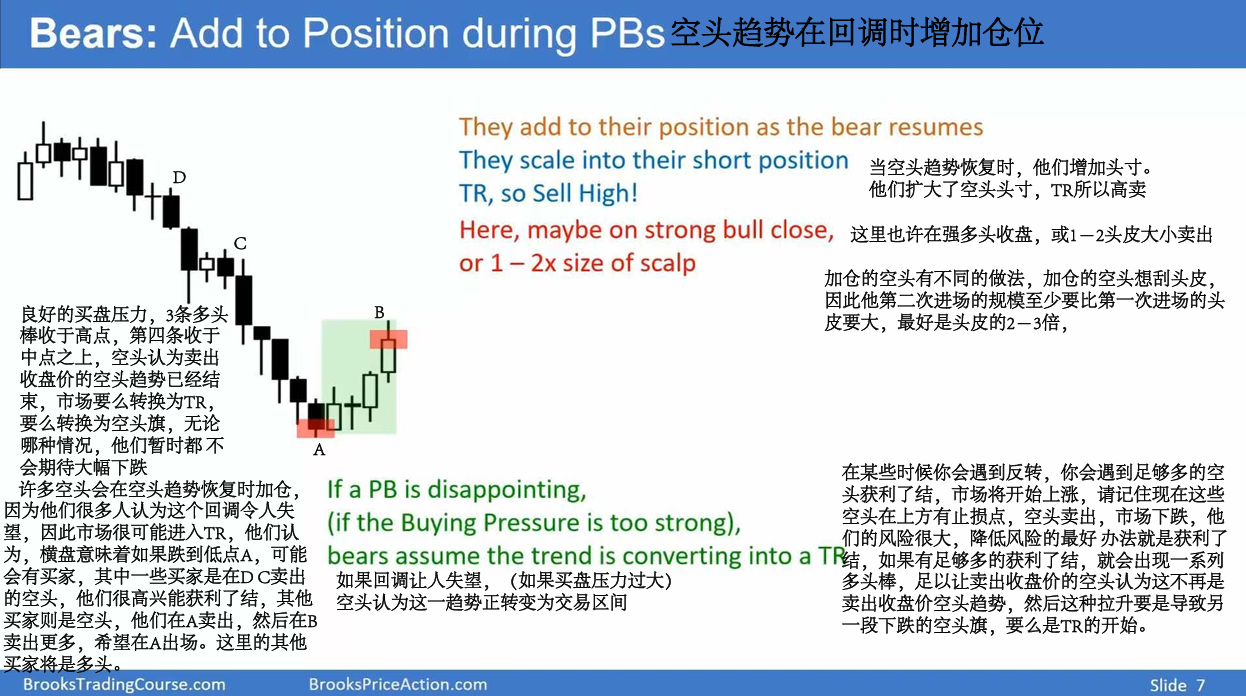 Bears: Add to Position during PBs空头趋势在回调时增加仓位
They add to their position as the bear resumes
They scale into their short position
TR, so Sell High!
当空头趋势恢复时，他们增加头寸。
他们扩大了空头头寸，TR所以高卖
Here, maybe on strong bull close,
or 1 – 2x size of scalp
这里也许在强多头收盘，或1－2头皮大小卖出
加仓的空头有不同的做法，加仓的空头想刮头皮，
因此他第二次进场的规模至少要比第一次进场的头
皮要大，最好是头皮的2－3倍，
D
C
B
A
良好的买盘压力，3条多头
棒收于高点，第四条收于
中点之上，空头认为卖出
收盘价的空头趋势已经结
束，市场要么转换为TR，
要么转换为空头旗，无论
哪种情况，他们暂时都 不
会期待大幅下跌
许多空头会在空头趋势恢复时加仓，
因为他们很多人认为这个回调令人失
望，因此市场很可能进入TR，他们认
为，横盘意味着如果跌到低点A，可能
会有买家，其中一些买家是在D C卖出
的空头，他们很高兴能获利了结，其他
买家则是空头，他们在A卖出，然后在B
卖出更多，希望在A出场。这里的其他
买家将是多头。
If a PB is disappointing,
(if the Buying Pressure is too strong),
bears assume the trend is converting into a TR
如果回调让人失望，（如果买盘压力过大）
空头认为这一趋势正转变为交易区间
在某些时候你会遇到反转，你会遇到足够多的空
头获利了结，市场将开始上涨，请记住现在这些
空头在上方有止损点，空头卖出，市场下跌，他
们的风险很大，降低风险的最好 办法就是获利了
结，如果有足够多的获利了结，就会出现一系列
多头棒，足以让卖出收盘价的空头认为这不再是
卖出收盘价空头趋势，然后这种拉升要是导致另
一段下跌的空头旗，要么是TR的开始。
BrooksTradingCourse.com
BrooksPriceAction.com
Slide 7